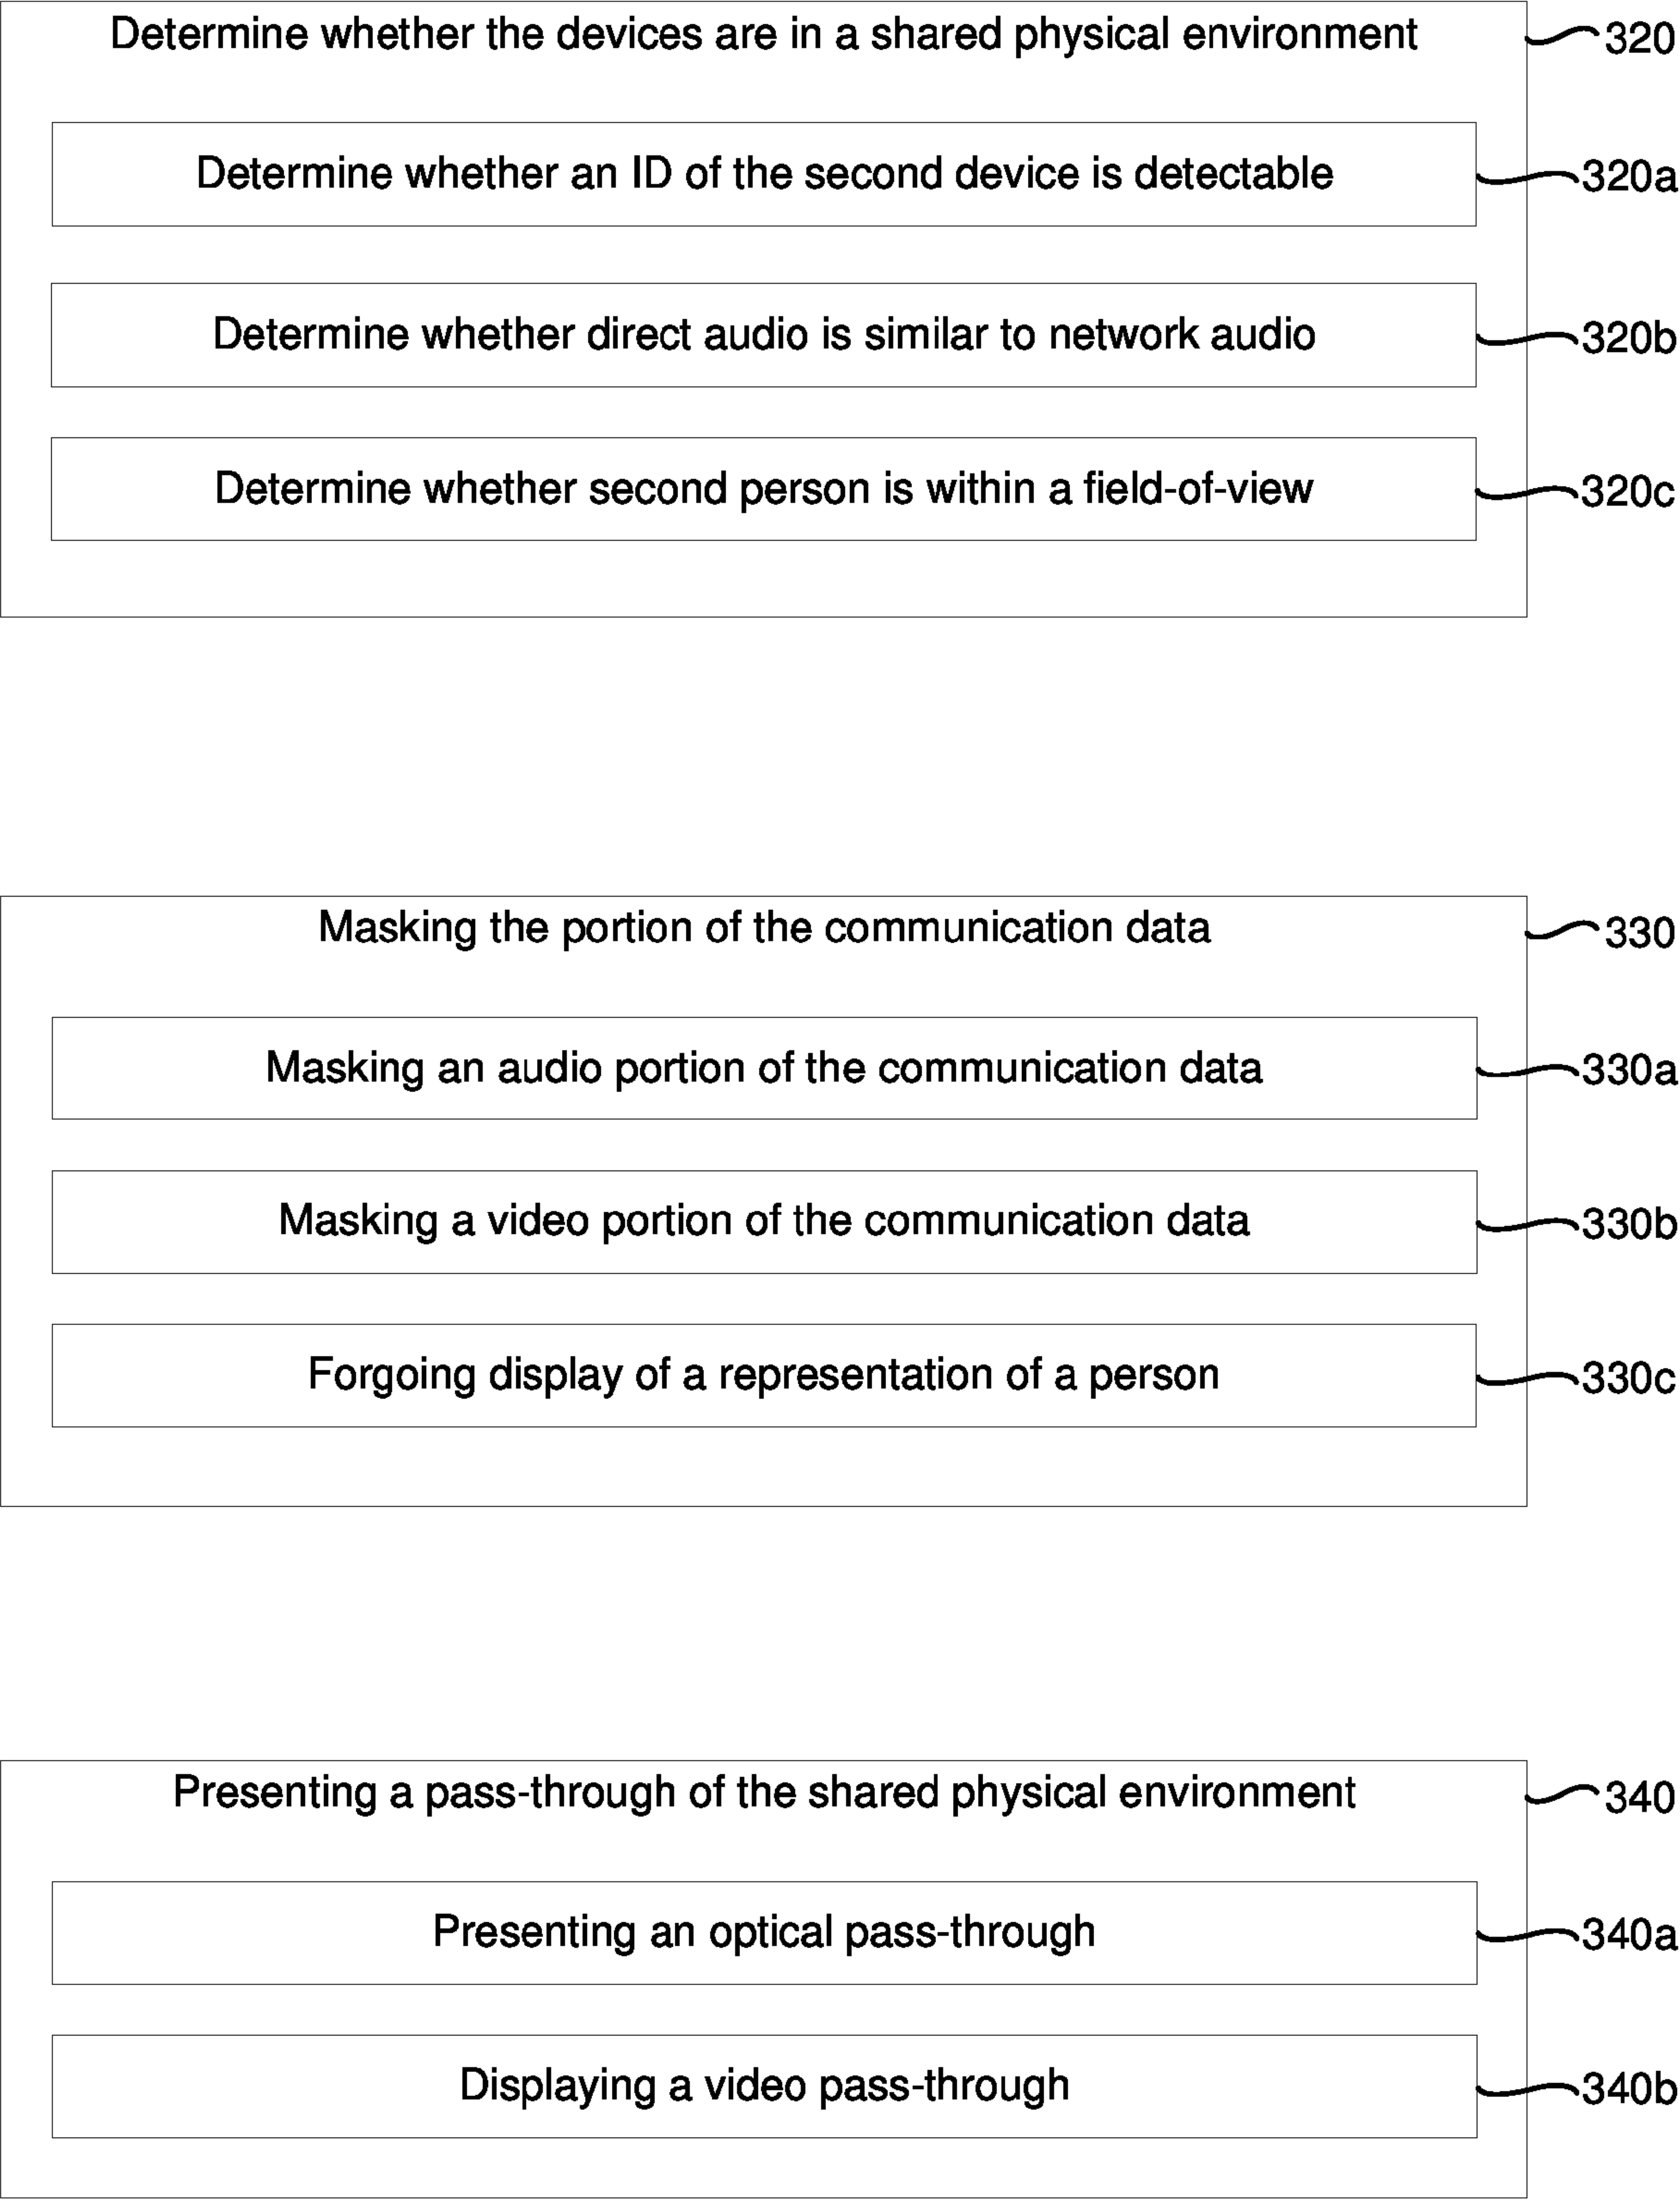 Determine whether the devices are in a shared physical environment 320
Determine whether an ID of the second device is detectable 320a
Determine whether direct audio is similar to network audio 320b
Determine whether second person is within a field-of-view 320c
Masking the portion of the communication data 330
Masking an audio portion of the communication data 330a
Masking a video portion of the communication data 330b
Forgoing display of a representation of a person 330c
Presenting a pass-through of the shared physical environment 340
Presenting an optical pass-through 340a
Displaying a video pass-through 340b